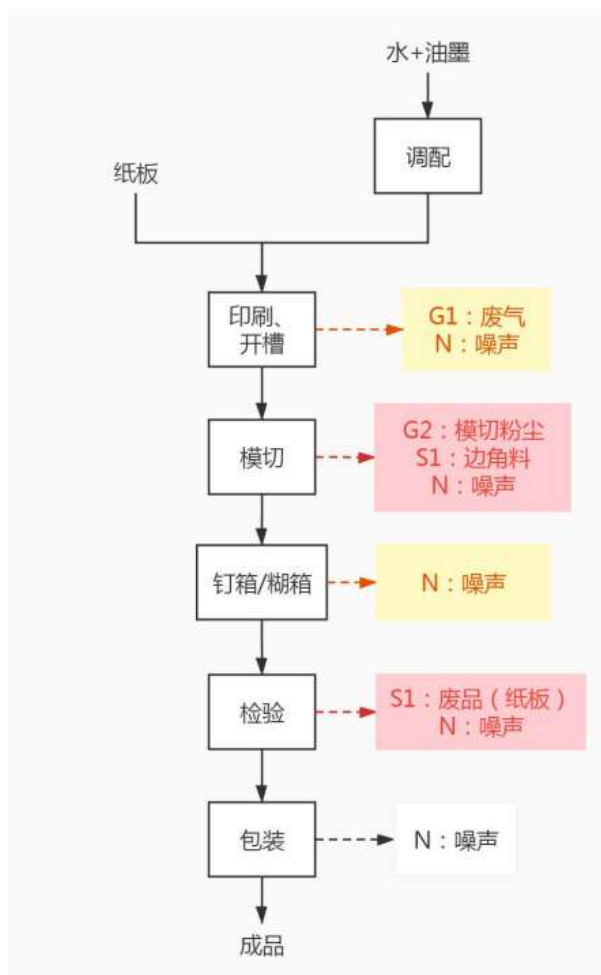 水+油墨
调配
纸板
印刷、
开槽
G1：废气
N：噪声
模切
G2：模切粉尘
S1：边角料
N：噪声
钉箱/糊箱
N：噪声
检验
S1：废品（纸板）
N：噪声
包装
N：噪声
成品